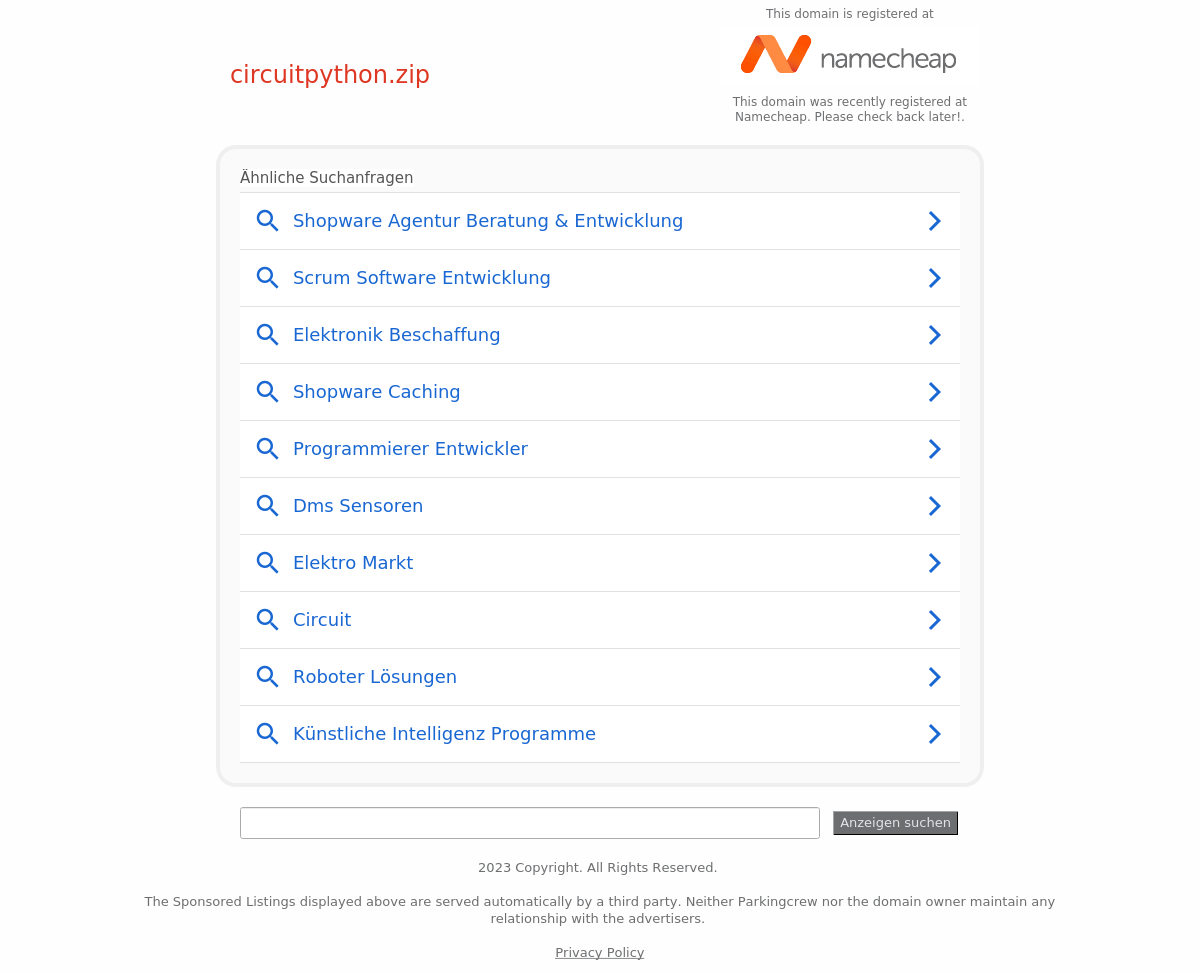 This domain is registered at
namecheap
circuitpython.zip
This domain was recently registered at
Namecheap. Please check back later!.
Ähnliche Suchanfragen
Shopware Agentur Beratung & Entwicklung
Scrum Software Entwicklung
Elektronik Beschaffung
Shopware Caching
Programmierer Entwickler
Dms Sensoren
Elektro Markt
Circuit
Roboter Lösungen
Künstliche Intelligenz Programme
Anzeigen suchen
2023 Copyright. All Rights Reserved.
The Sponsored Listings displayed above are served automatically by a third party. Neither Parkingcrew nor the domain owner maintain any
relationship with the advertisers.
Privacy Policy